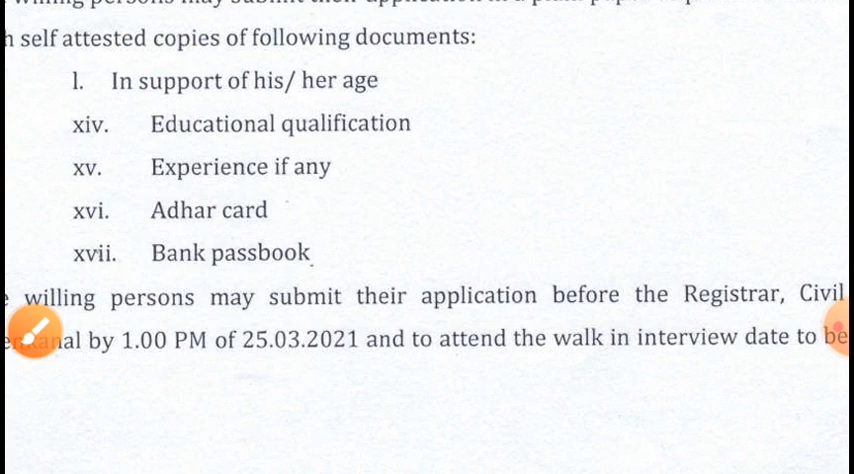 self attested copies of following documents:
l. In support of his/ her age
xiv. Educational qualification
xv. Experience if any
xvi. Adhar card
xvii. Bank passbook
willing persons may submit their application before the Registrar, Civil
by 1.00 PM of 25.03.2021 and to attend the walk in interview date to be